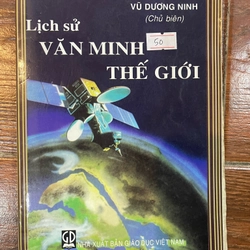 VŨ DƯƠNG NINH
(Chủ biên)
Lịch sử
VĂN MINH
50
THẾ GIỚI
GD
NHÀ XUẤT BẢN GIÁO DỤC VIỆT NAM